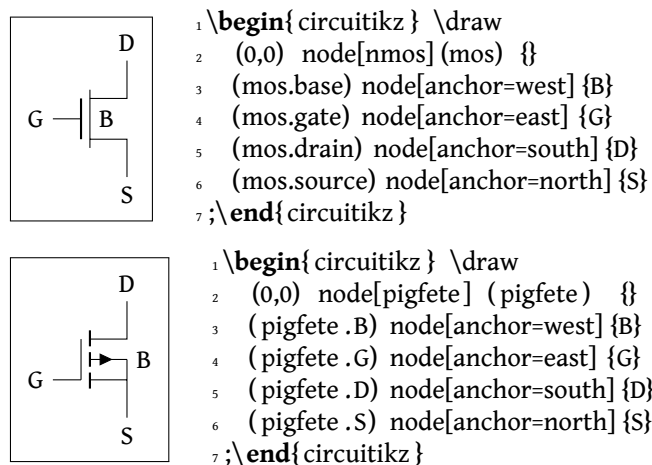 D
G
B
S
1 \begin{circuitikz} \draw
2 (0,0) node[nmos] (mos) {}
3 (mos.base) node[anchor=west] {B}
4 (mos.gate) node[anchor=east] {G}
5 (mos.drain) node[anchor=south] {D}
6 (mos.source) node[anchor=north] {S}
7 ;\end{circuitikz}
D
B
G
S
1 \begin{circuitikz} \draw
2 (0,0) node[pigfete] (pigfete) {}
3 (pigfete.B) node[anchor=west] {B}
4 (pigfete.G) node[anchor=east] {G}
5 (pigfete.D) node[anchor=south] {D}
6 (pigfete.S) node[anchor=north] {S}
7 ;\end{circuitikz}